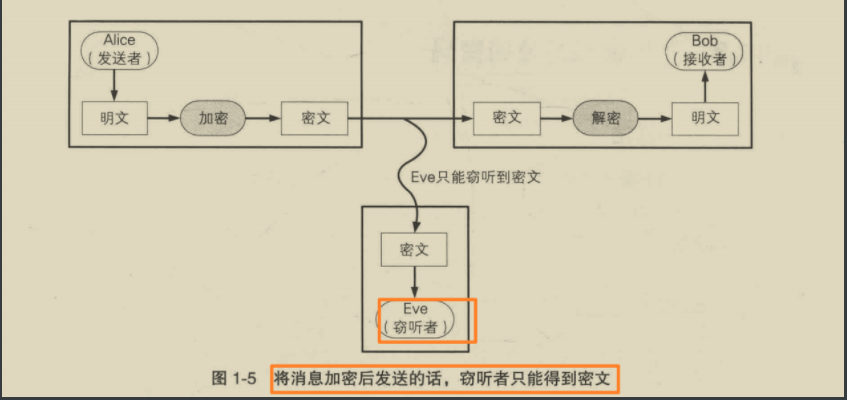 Alice
(发送者)
明文
加密
密文
密文
解密
明文
Bob
(接收者)
Eve只能窃听到密文
密文
Eve
(窃听者)
图 1-5 将消息加密后发送的话，窃听者只能得到密文